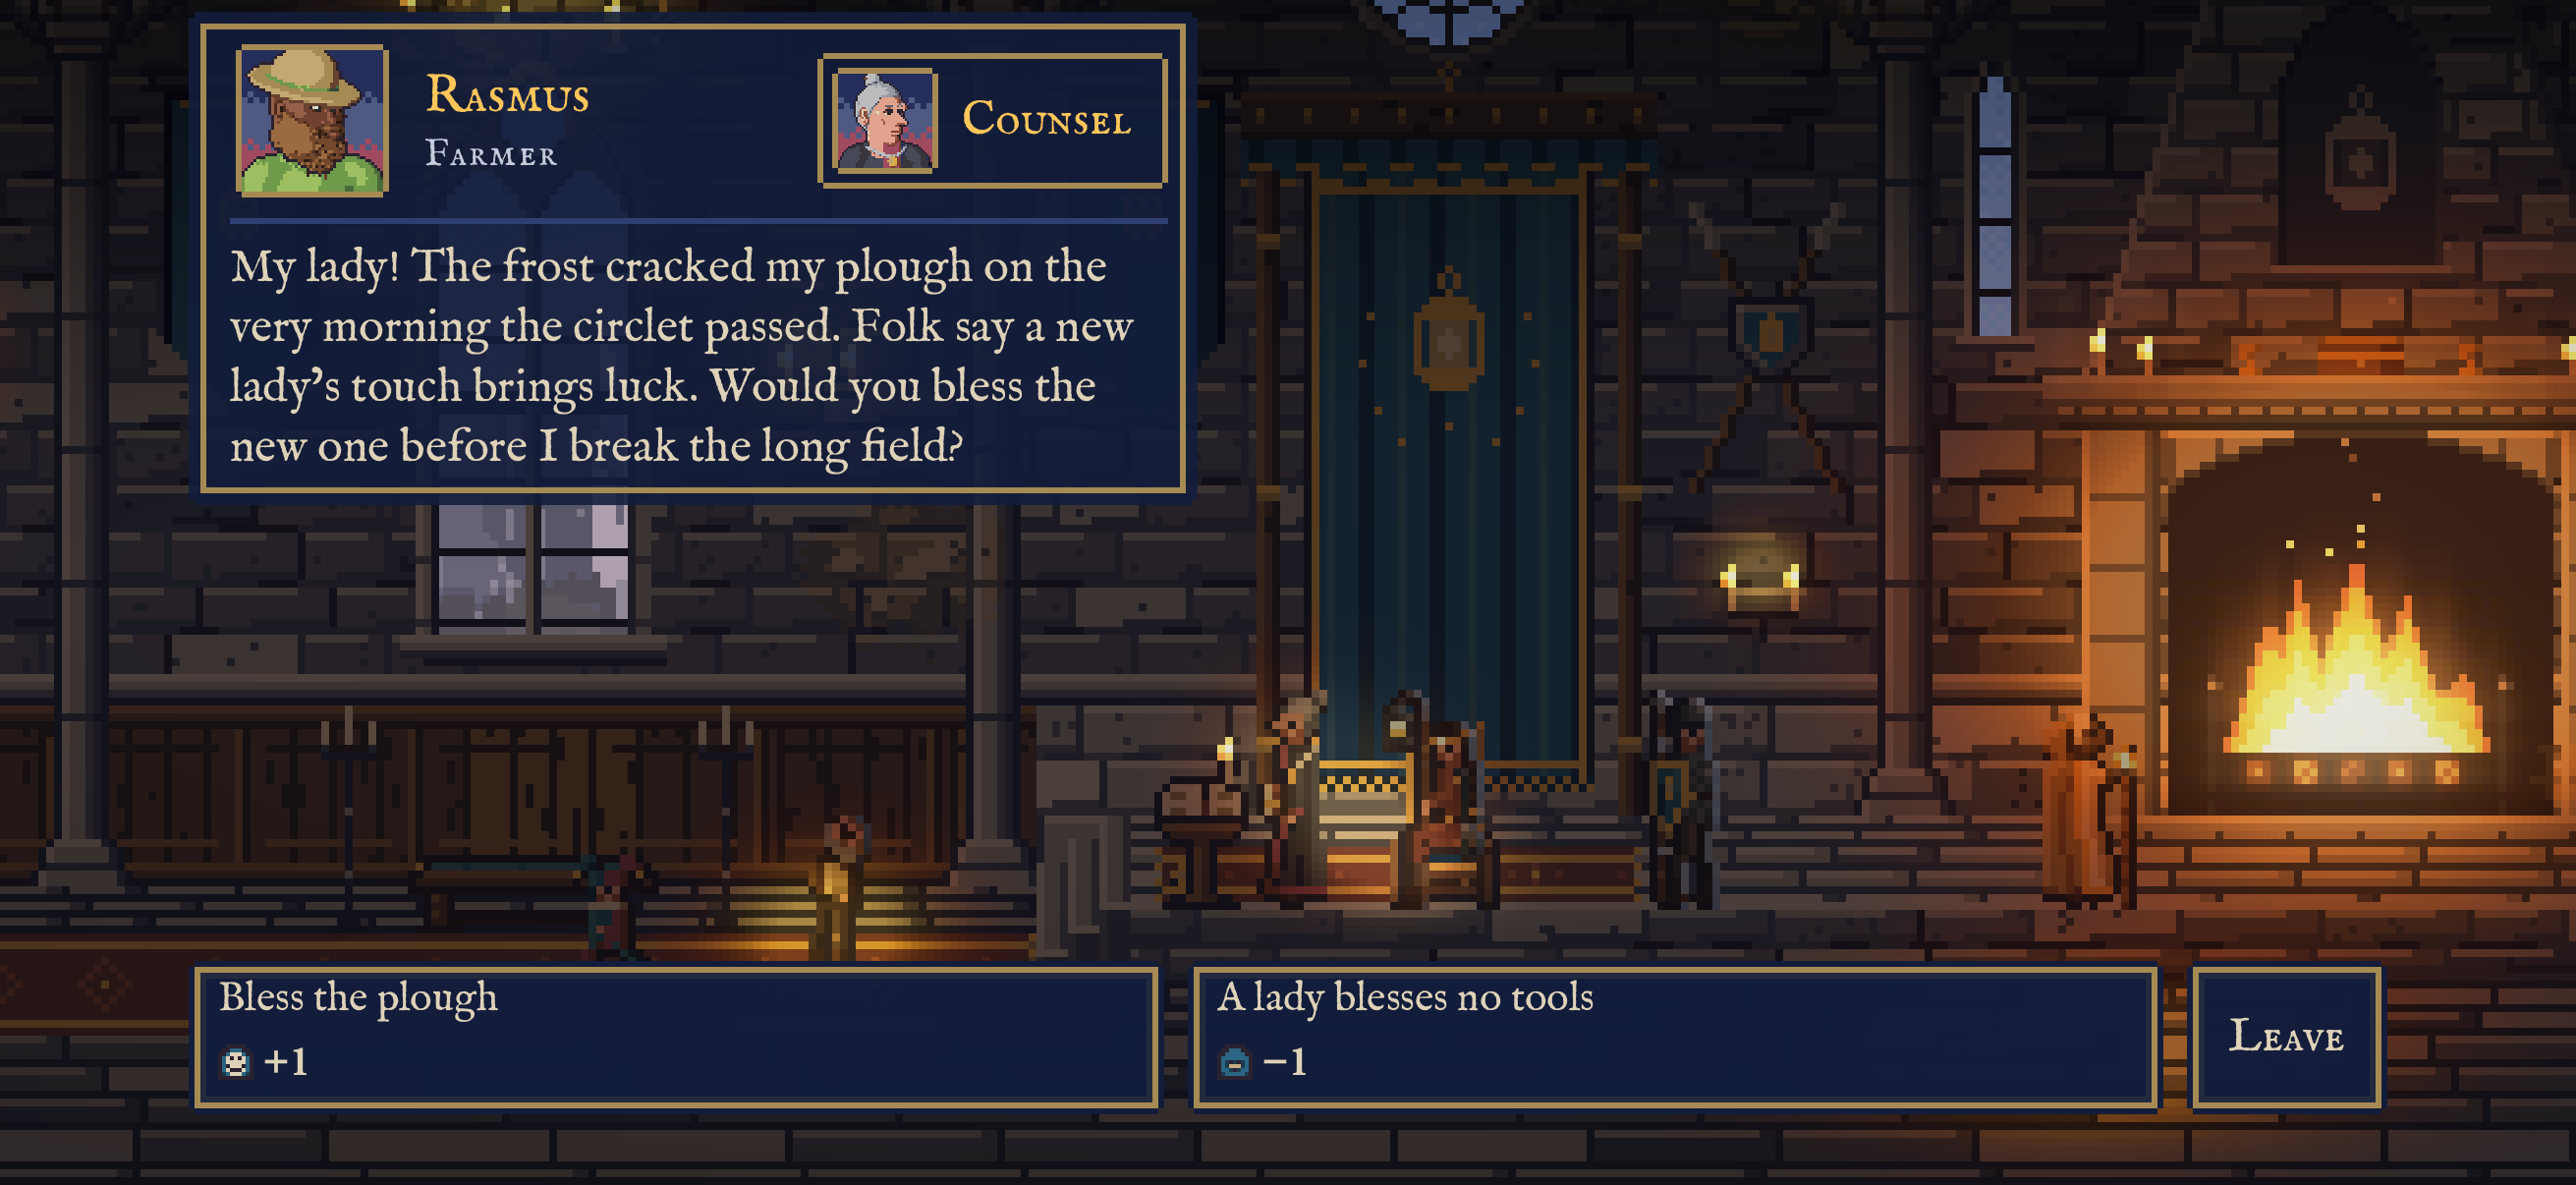 Rasmus
Farmer
Counsel
My lady! The frost cracked my plough on the
very morning the circlet passed. Folk say a new
lady’s touch brings luck. Would you bless the
new one before I break the long field?
Bless the plough
+1
A lady blesses no tools
−1
Leave